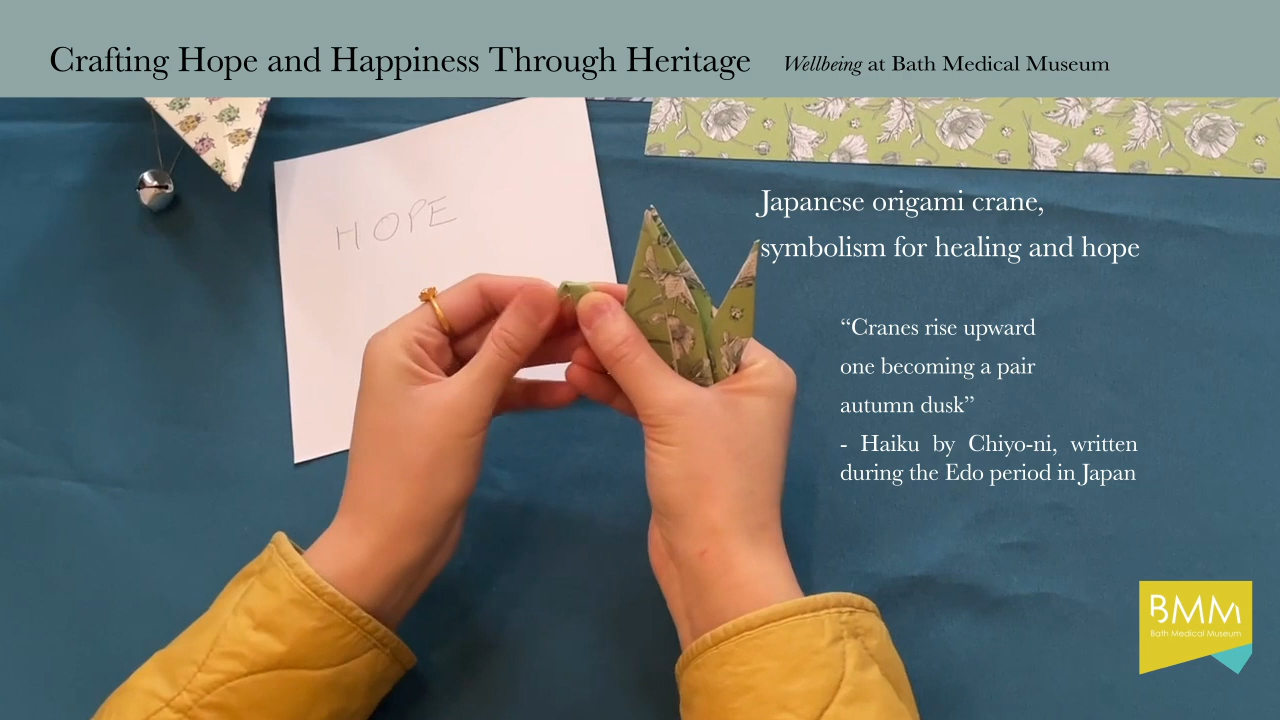 Crafting Hope and Happiness Through Heritage Wellbeing at Bath Medical Museum
HOPE
Japanese origami crane,
symbolism for healing and hope
“Cranes rise upward
one becoming a pair
autumn dusk”
- Haiku by Chiyo-ni, written
during the Edo period in Japan
BMM
Bath Medical Museum